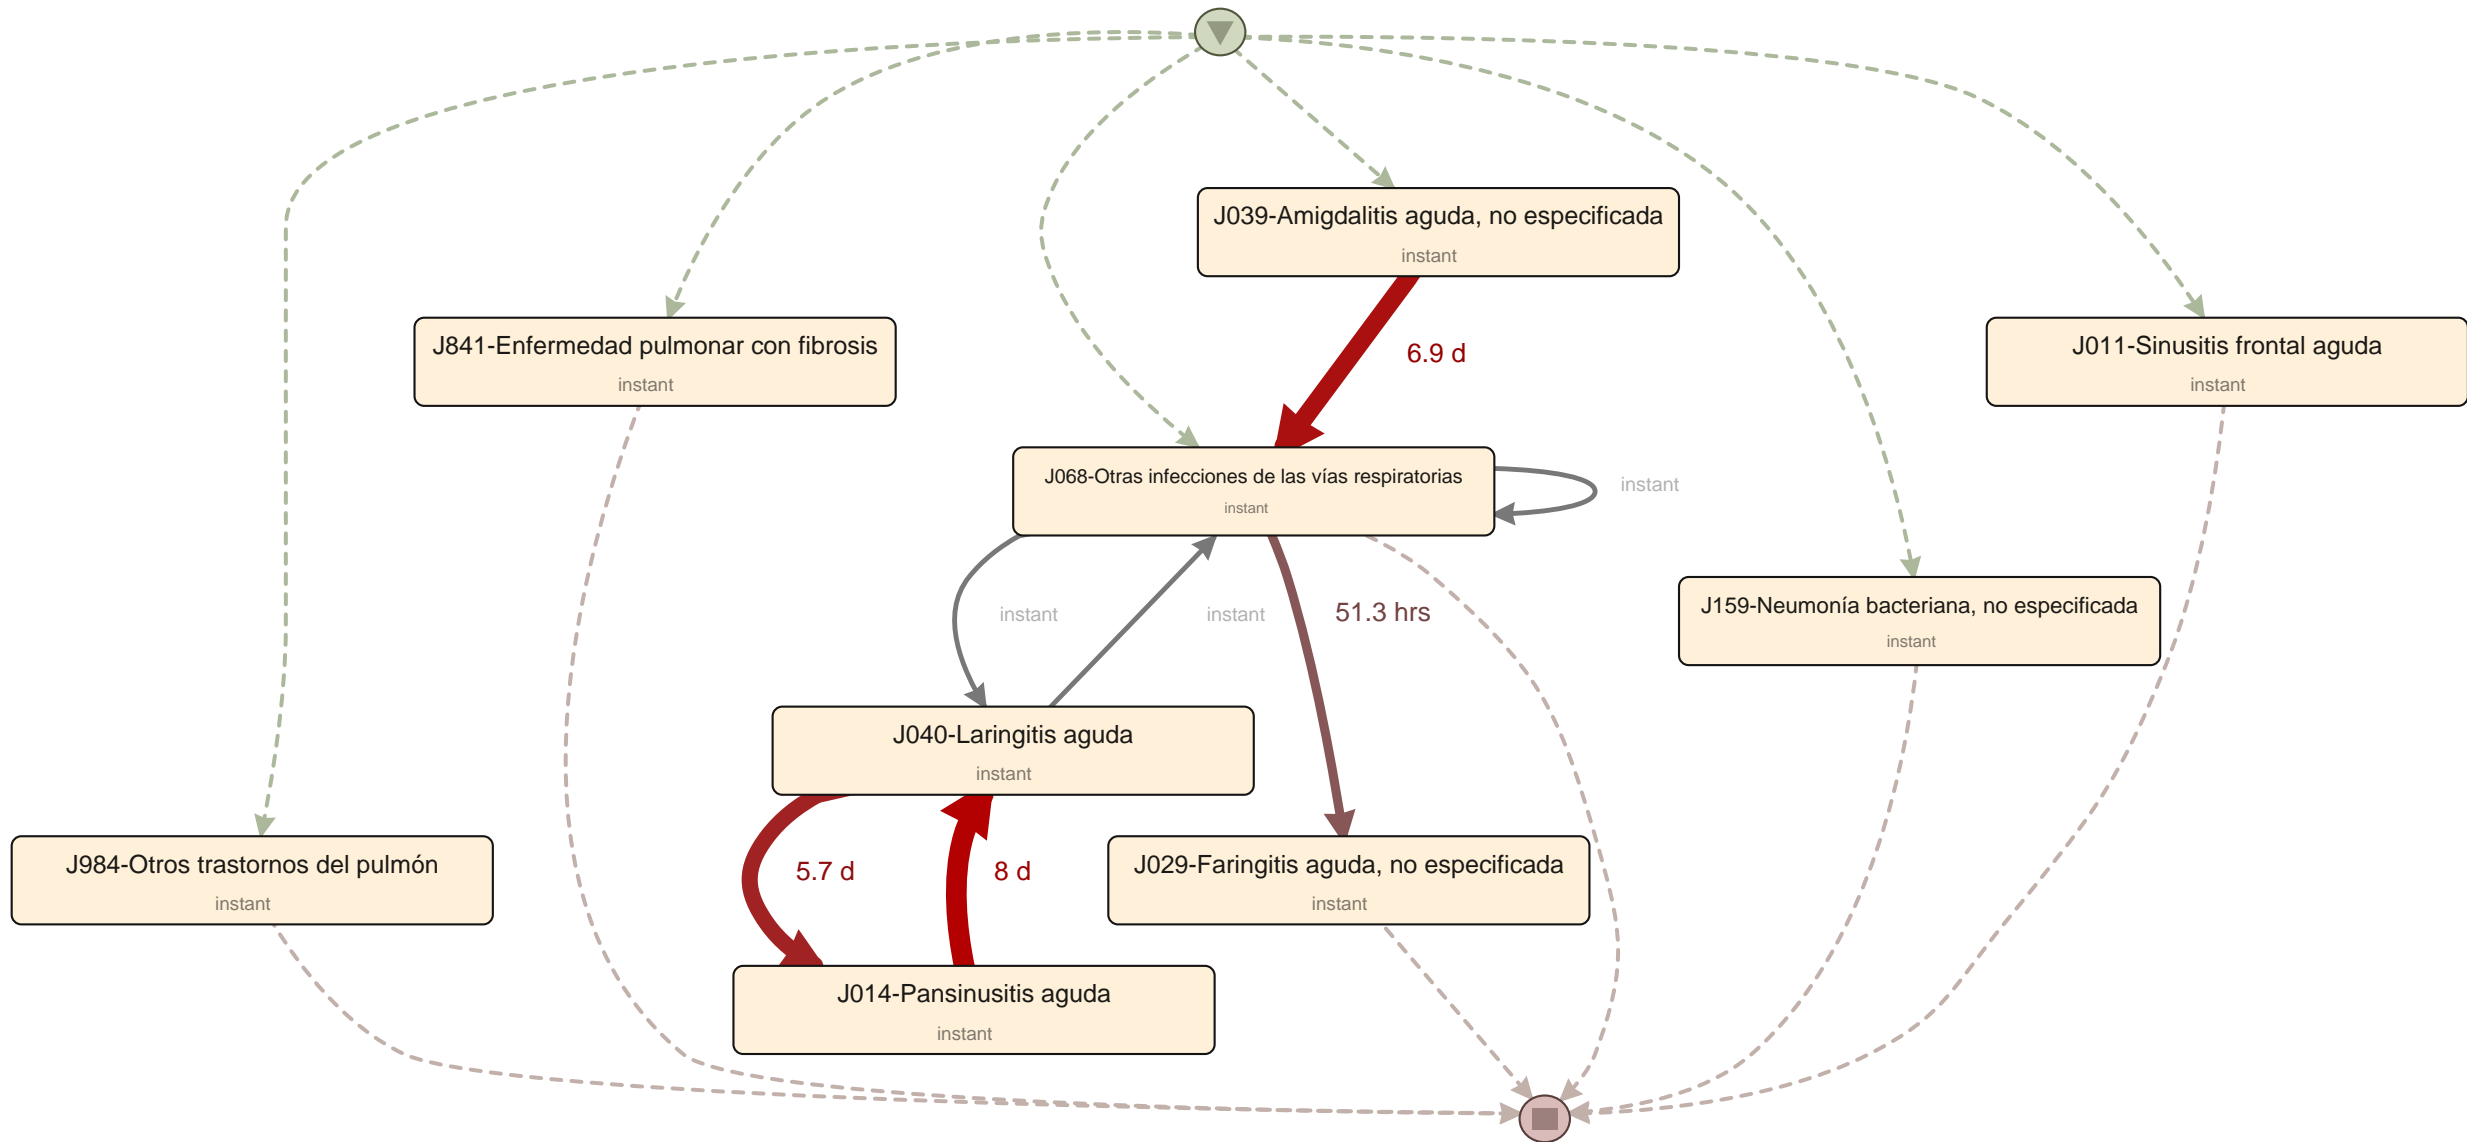 J039-Amigdalitis aguda, no especificada
instant
6.9 d
J841-Enfermedad pulmonar con fibrosis
instant
J011-Sinusitis frontal aguda
instant
J068-Otras infecciones de las vías respiratorias
instant
instant
instant
instant
51.3 hrs
J159-Neumonía bacteriana, no especificada
instant
J040-Laringitis aguda
instant
J984-Otros trastornos del pulmón
instant
5.7 d
8 d
J029-Faringitis aguda, no especificada
instant
J014-Pansinusitis aguda
instant